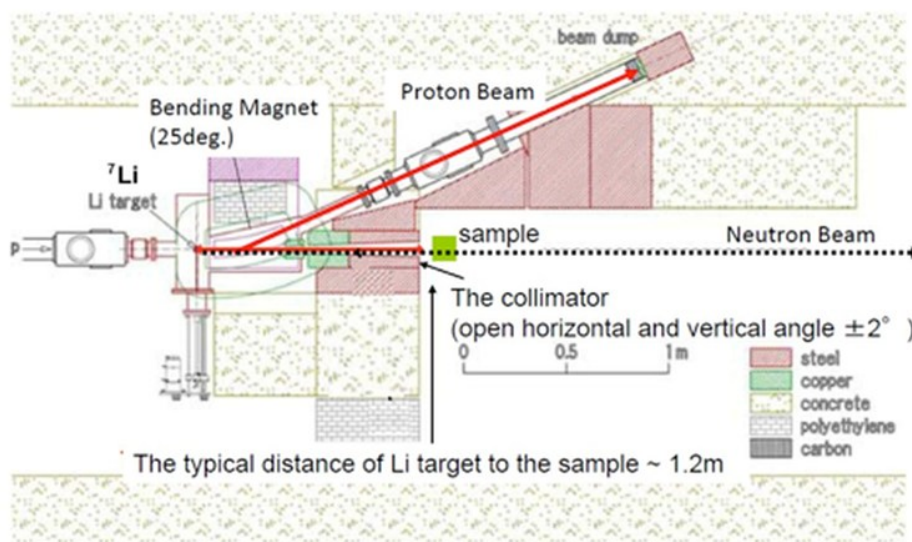 beam dump
Proton Beam
Bending Magnet
(25deg.)
⁷Li
Li target
p
sample
Neutron Beam
The collimator
(open horizontal and vertical angle ±2° )
0 0.5 1m
steel
copper
concrete
polyethylene
carbon
The typical distance of Li target to the sample ~ 1.2m